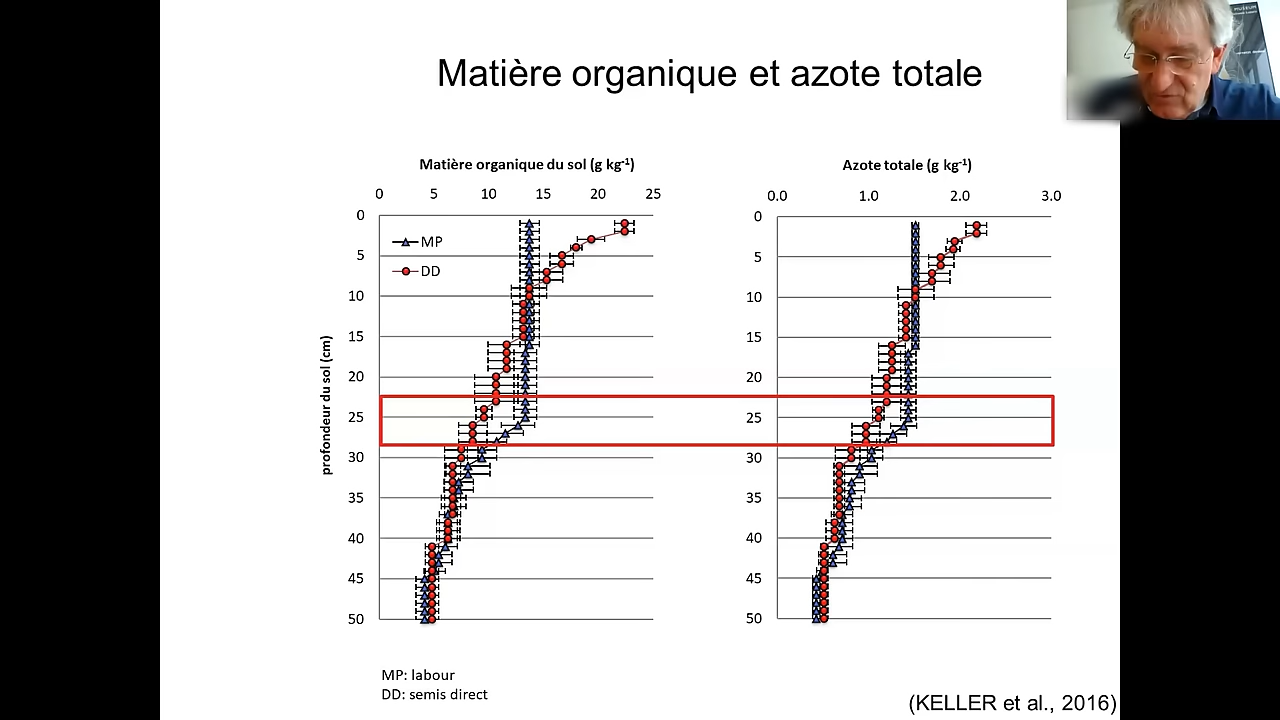 Matière organique et azote totale
MUSEUM
Matière organique du sol (g kg⁻¹)
0 5 10 15 20 25
profondeur du sol (cm)
0
5
10
15
20
25
30
35
40
45
50
MP
DD
Azote totale (g kg⁻¹)
0.0 1.0 2.0 3.0
0
5
10
15
20
25
30
35
40
45
50
MP: labour
DD: semis direct
(KELLER et al., 2016)